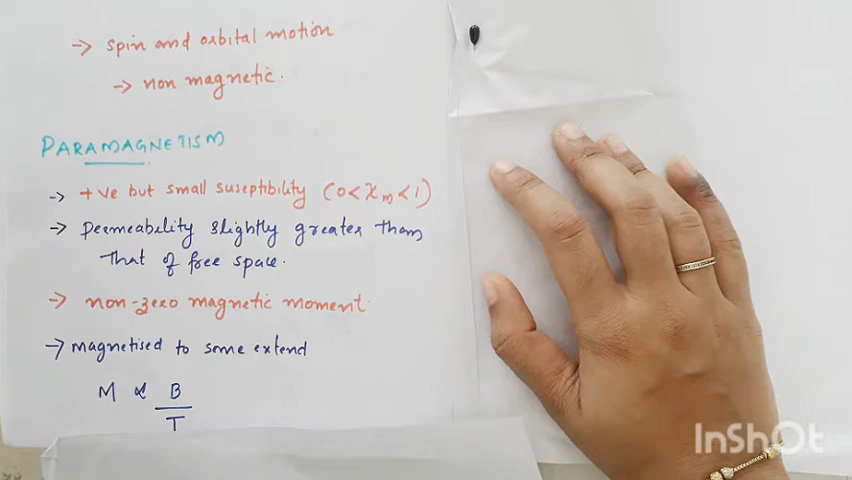 -> spin and orbital motion
-> non magnetic.
PARAMAGNETISM
-> +ve but small suseptibility (0<χm<1)
-> permeability slightly greater than
that of free space.
-> non-zero magnetic moment.
-> magnetised to some extend
M ∝ B/T
InShOt